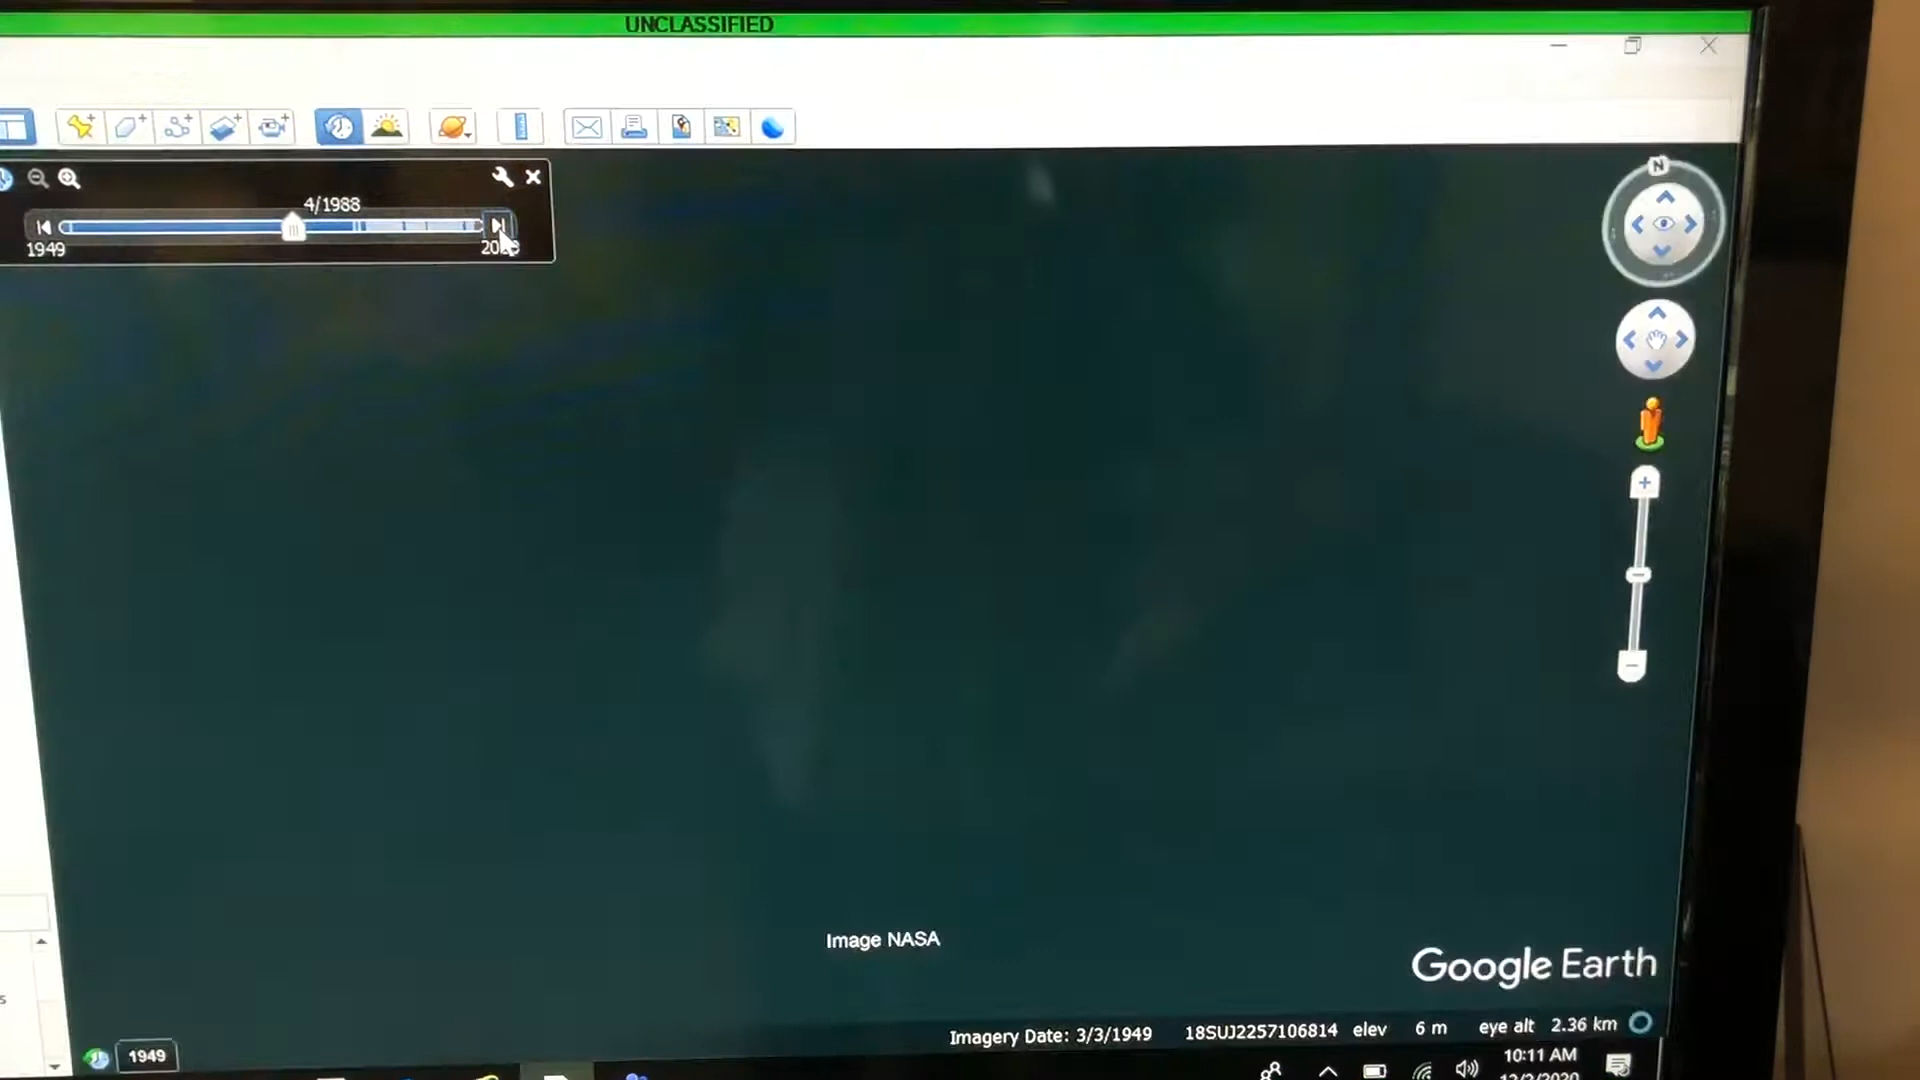 UNCLASSIFIED
N
4/1988
1949
Image NASA
Google Earth
Imagery Date: 3/3/1949 18SUJ2257106814 elev 6 m eye alt 2.36 km
1949
10:11 AM